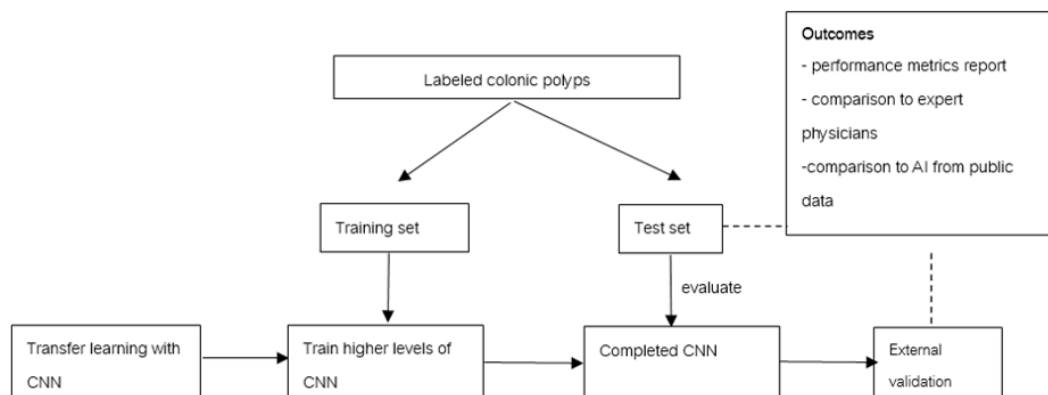 Outcomes
- performance metrics report
- comparison to expert
physicians
-comparison to AI from public
data
Labeled colonic polyps
Training set
Test set
evaluate
Transfer learning with
CNN
Train higher levels of
CNN
Completed CNN
External
validation